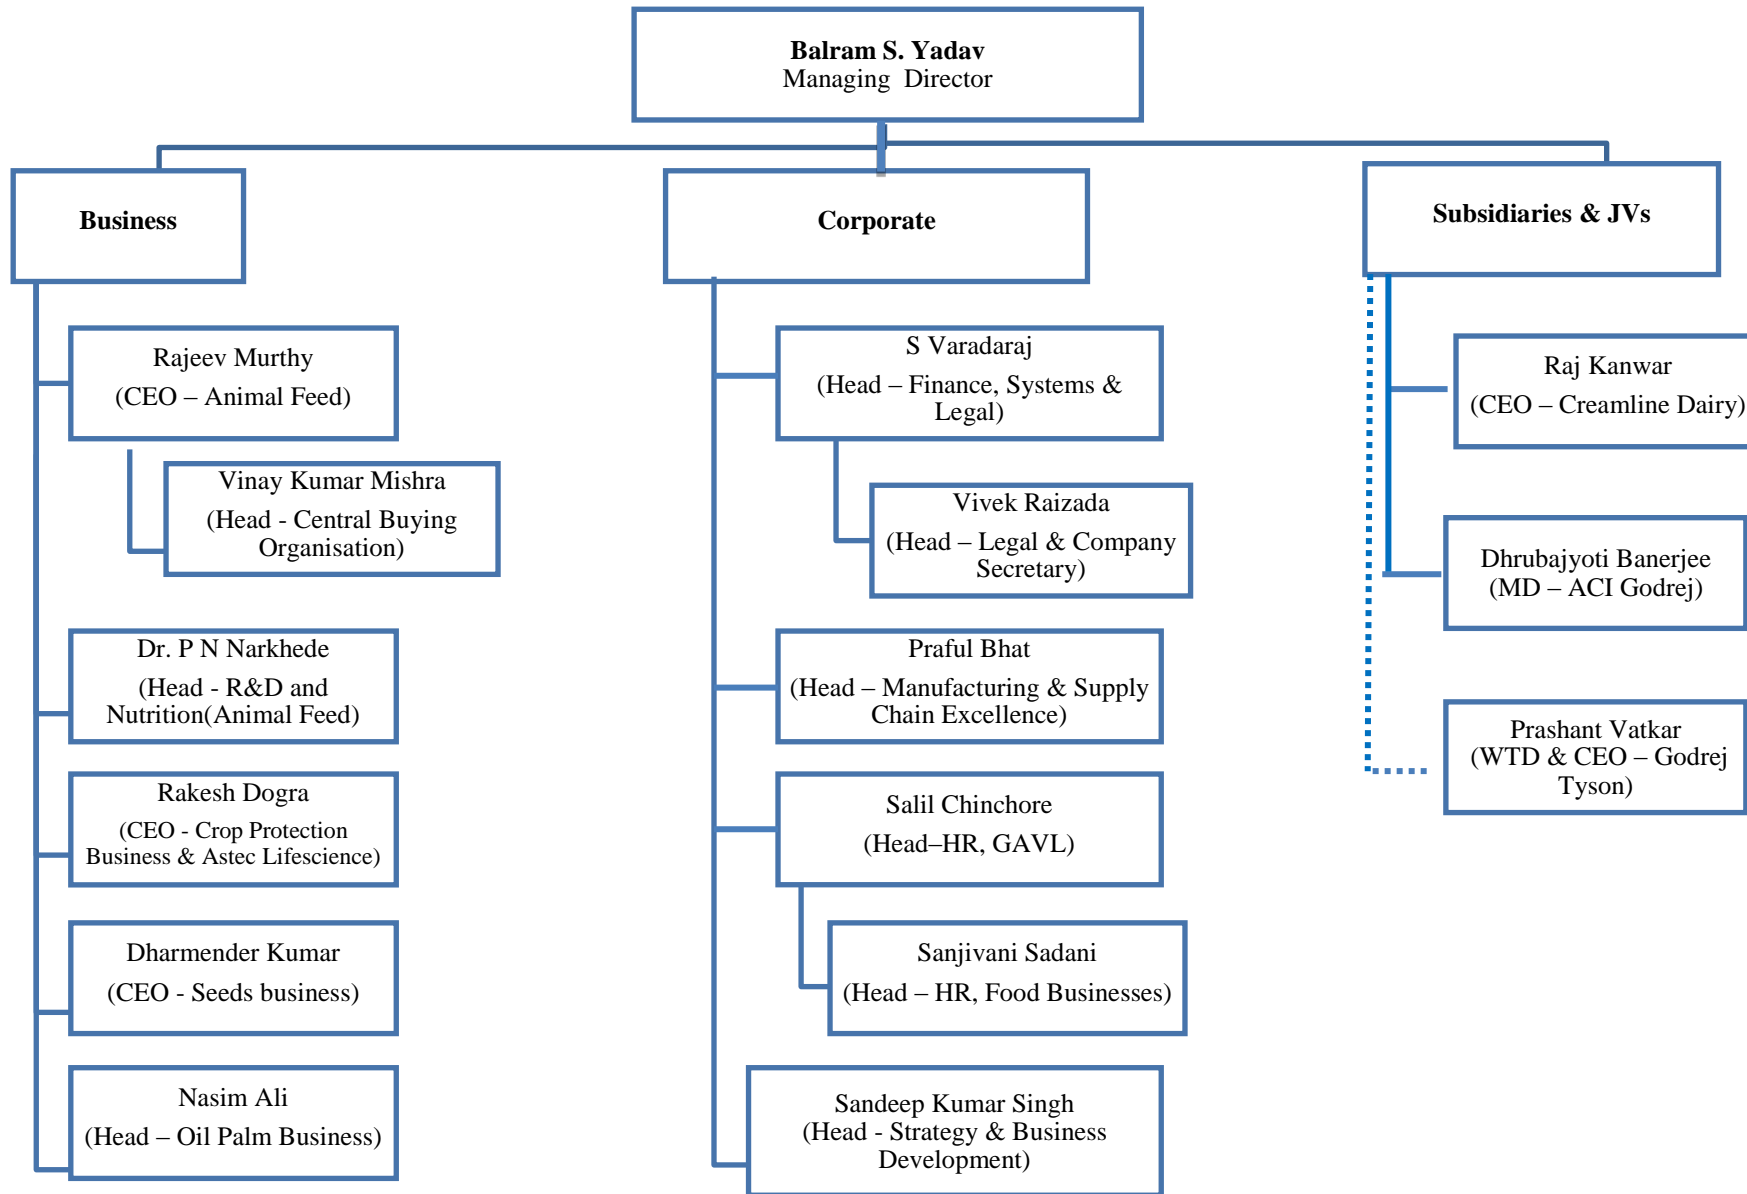 Balram S. Yadav
Managing Director
Business
Rajeev Murthy
(CEO – Animal Feed)
Vinay Kumar Mishra
(Head - Central Buying
Organisation)
Dr. P N Narkhede
(Head - R&D and
Nutrition(Animal Feed)
Rakesh Dogra
(CEO - Crop Protection
Business & Astec Lifescience)
Dharmender Kumar
(CEO - Seeds business)
Nasim Ali
(Head – Oil Palm Business)
Corporate
S Varadaraj
(Head – Finance, Systems &
Legal)
Vivek Raizada
(Head – Legal & Company
Secretary)
Praful Bhat
(Head – Manufacturing & Supply
Chain Excellence)
Salil Chinchore
(Head–HR, GAVL)
Sanjivani Sadani
(Head – HR, Food Businesses)
Sandeep Kumar Singh
(Head - Strategy & Business
Development)
Subsidiaries & JVs
Raj Kanwar
(CEO – Creamline Dairy)
Dhrubajyoti Banerjee
(MD – ACI Godrej)
Prashant Vatkar
(WTD & CEO – Godrej
Tyson)